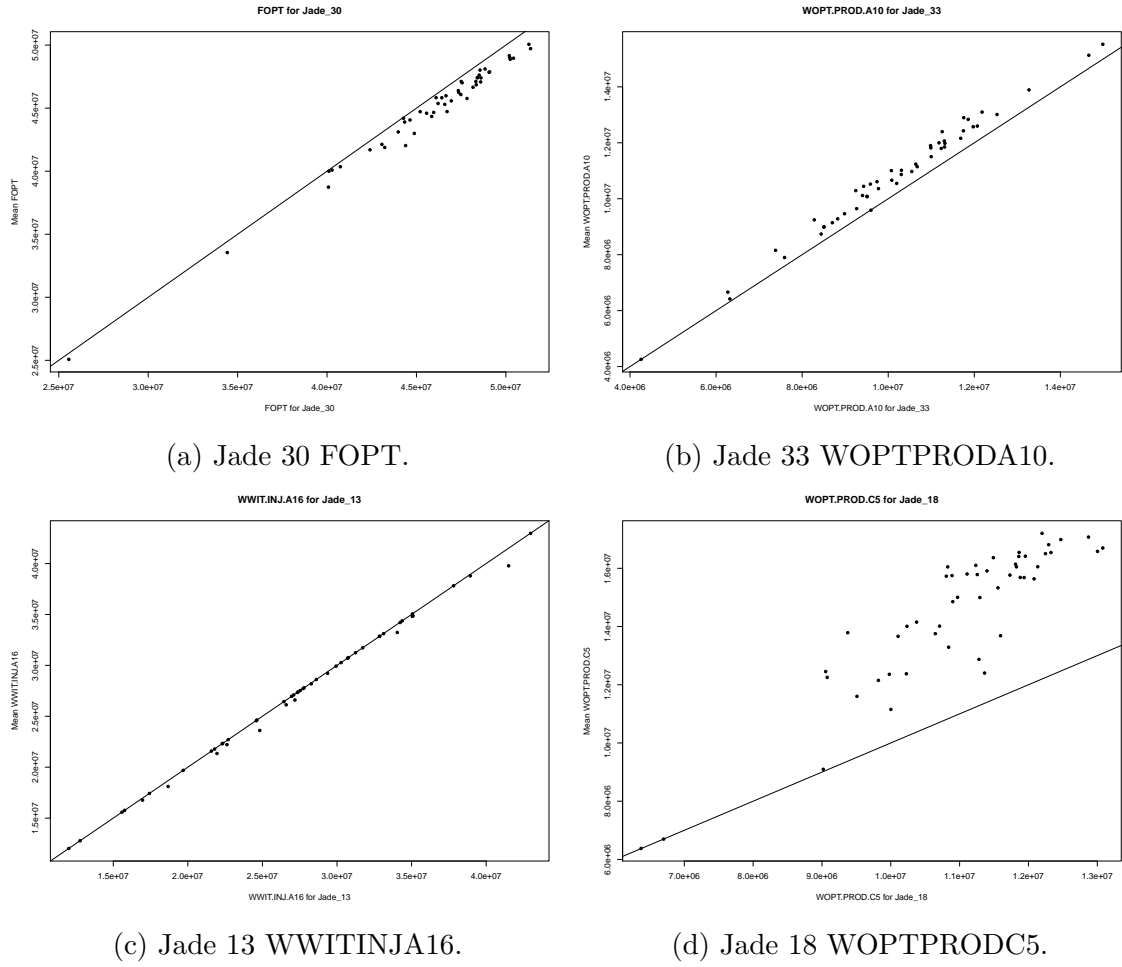 FOPT for Jade_30
Mean FOPT
5.0e+07
4.5e+07
4.0e+07
3.5e+07
3.0e+07
2.5e+07
2.5e+07 3.0e+07 3.5e+07 4.0e+07 4.5e+07 5.0e+07
FOPT for Jade_30
(a) Jade 30 FOPT.
WOPT.PROD.A10 for Jade_33
Mean WOPT.PROD.A10
1.4e+07
1.2e+07
1.0e+07
8.0e+06
6.0e+06
4.0e+06
4.0e+06 6.0e+06 8.0e+06 1.0e+07 1.2e+07 1.4e+07
WOPT.PROD.A10 for Jade_33
(b) Jade 33 WOPTPRODA10.
WWIT.INJ.A16 for Jade_13
Mean WWIT.INJ.A16
4.0e+07
3.5e+07
3.0e+07
2.5e+07
2.0e+07
1.5e+07
1.5e+07 2.0e+07 2.5e+07 3.0e+07 3.5e+07 4.0e+07
WWIT.INJ.A16 for Jade_13
(c) Jade 13 WWITINJA16.
WOPT.PROD.C5 for Jade_18
Mean WOPT.PROD.C5
1.6e+07
1.4e+07
1.2e+07
1.0e+07
8.0e+06
6.0e+06
7.0e+06 8.0e+06 9.0e+06 1.0e+07 1.1e+07 1.2e+07 1.3e+07
WOPT.PROD.C5 for Jade_18
(d) Jade 18 WOPTPRODC5.